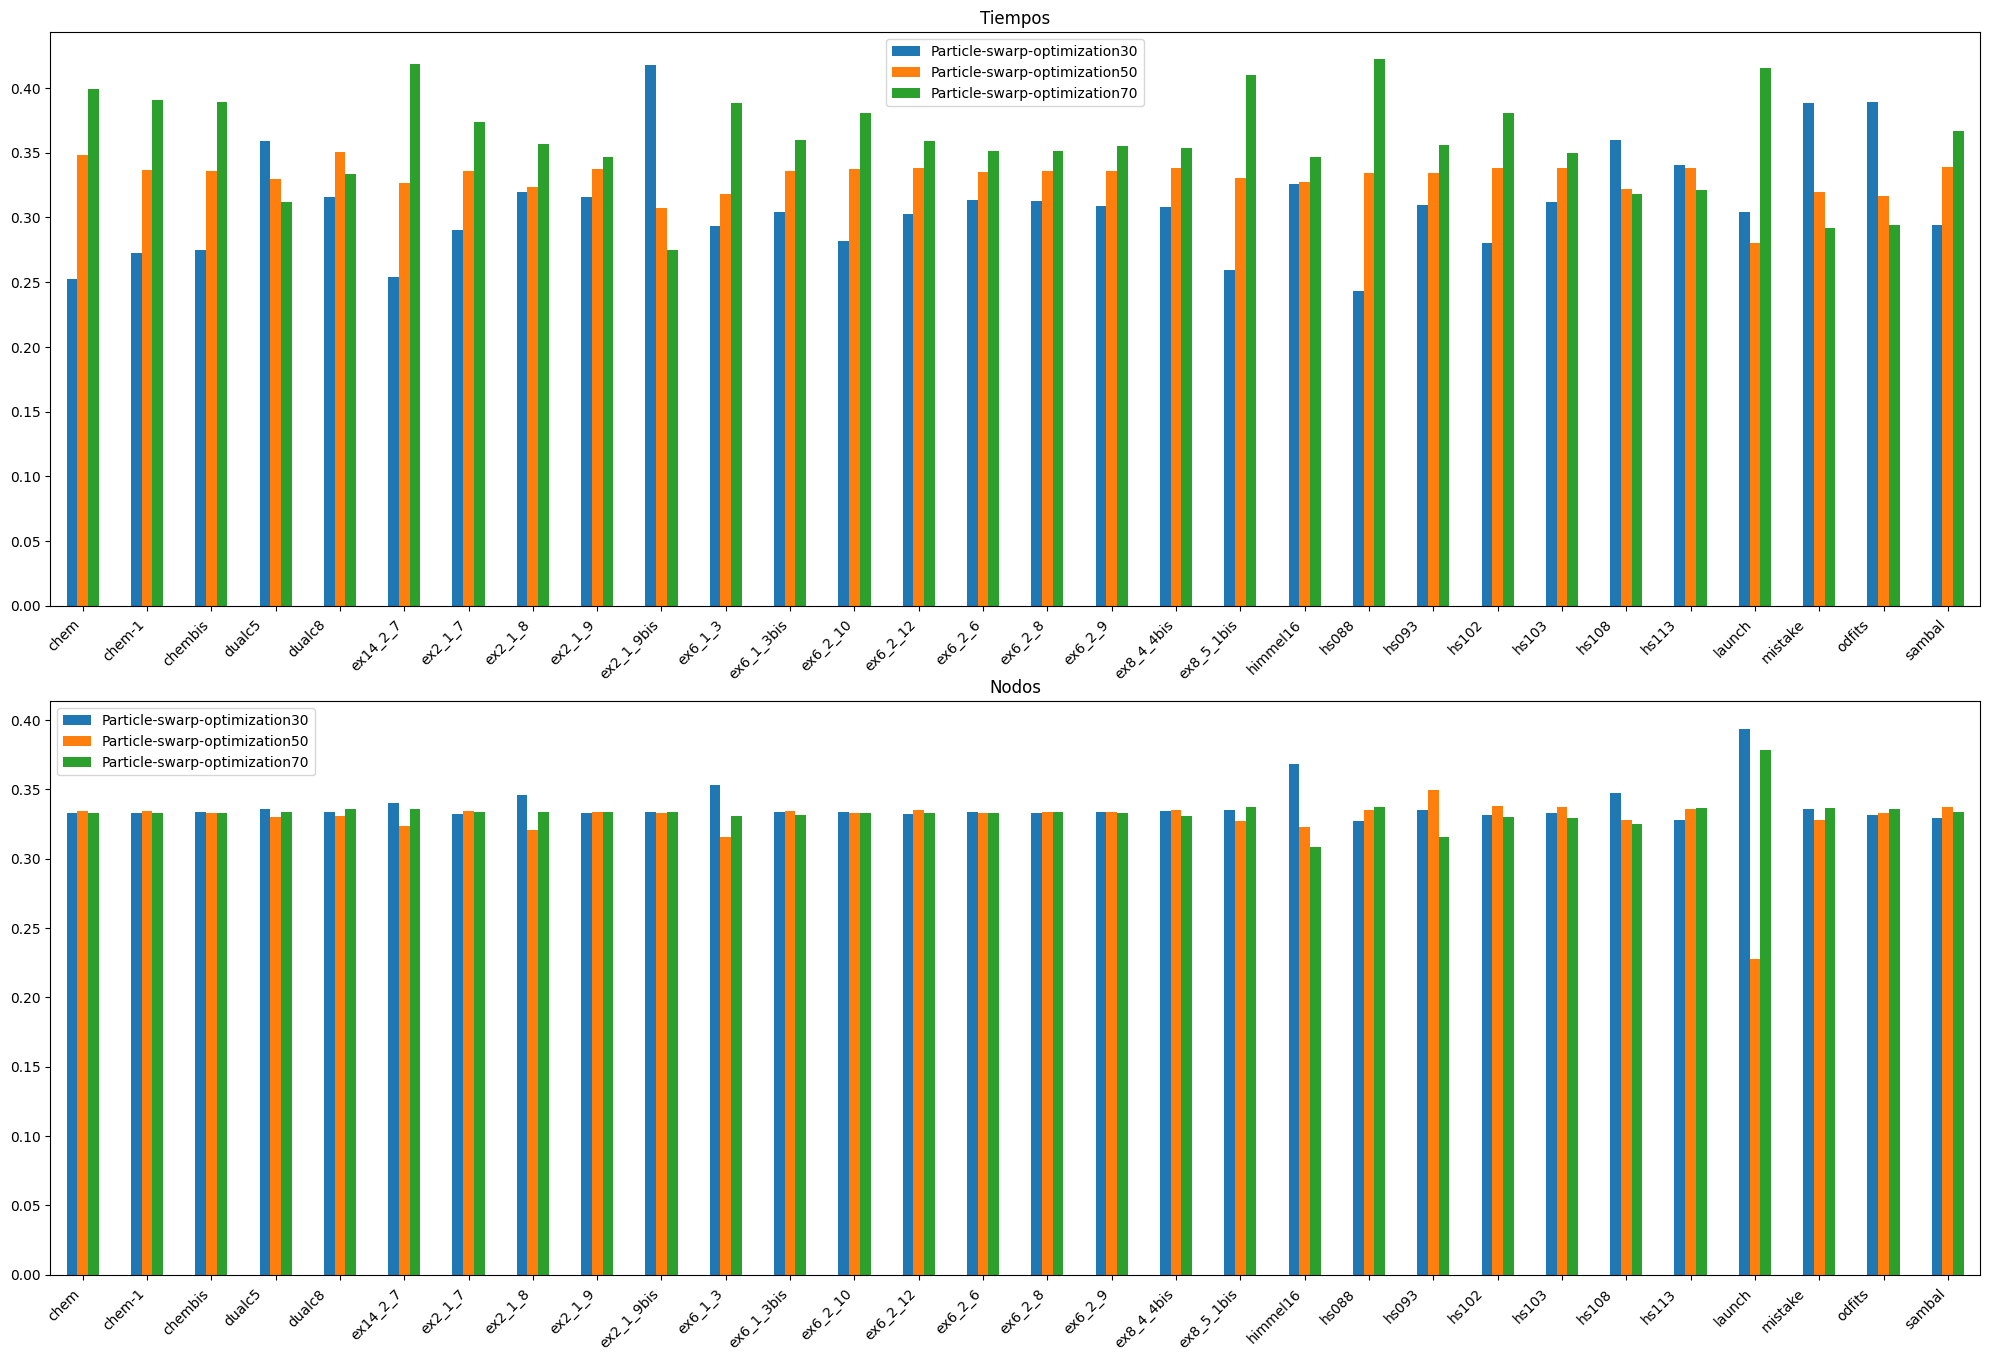 Tiempos
Particle-swarp-optimization30
Particle-swarp-optimization50
Particle-swarp-optimization70
0.40
0.35
0.30
0.25
0.20
0.15
0.10
0.05
0.00
chem chem-1 chembis dualc5 dualc8 ex14_2_7 ex2_1_7 ex2_1_8 ex2_1_9 ex2_1_9bis ex6_1_3 ex6_1_3bis ex6_2_10 ex6_2_12 ex6_2_6 ex6_2_8 ex6_2_9 ex8_4_4bis ex8_5_1bis himmel16 hs088 hs093 hs102 hs103 hs108 hs113 launch mistake odfits sambal
Nodos
Particle-swarp-optimization30
Particle-swarp-optimization50
Particle-swarp-optimization70
0.40
0.35
0.30
0.25
0.20
0.15
0.10
0.05
0.00
chem chem-1 chembis dualc5 dualc8 ex14_2_7 ex2_1_7 ex2_1_8 ex2_1_9 ex2_1_9bis ex6_1_3 ex6_1_3bis ex6_2_10 ex6_2_12 ex6_2_6 ex6_2_8 ex6_2_9 ex8_4_4bis ex8_5_1bis himmel16 hs088 hs093 hs102 hs103 hs108 hs113 launch mistake odfits sambal